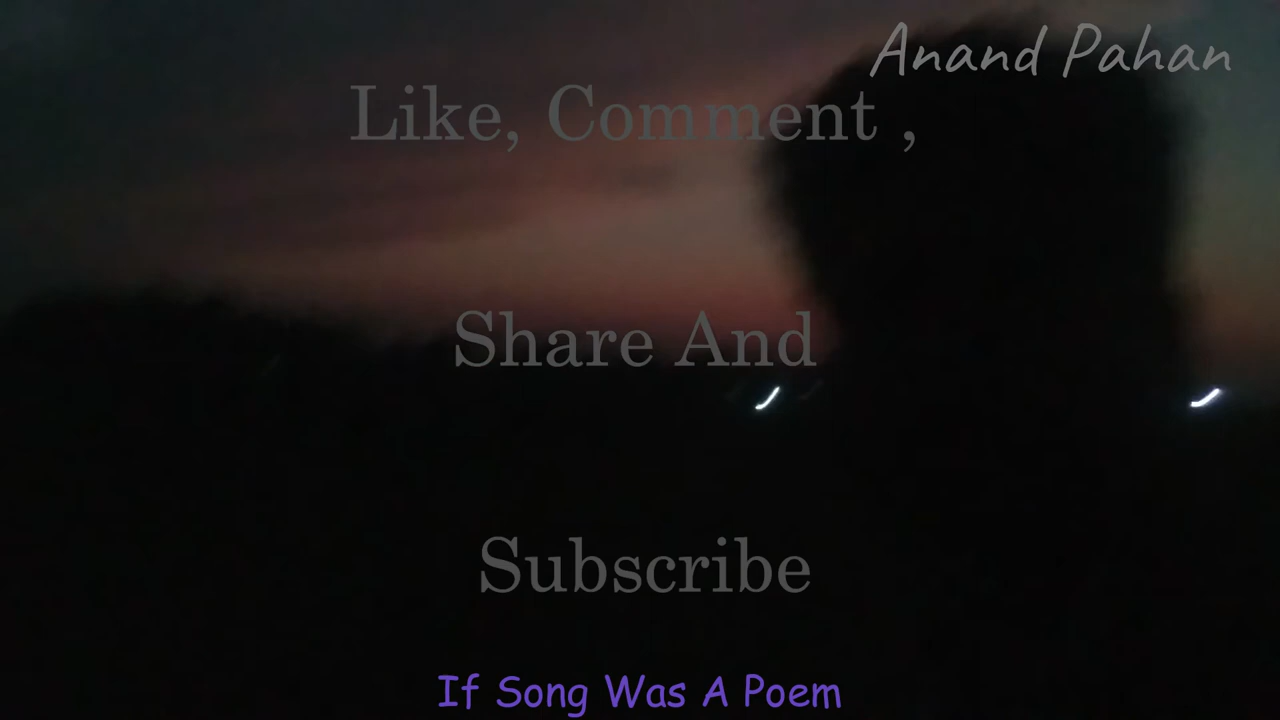 Anand Pahan
Like, Comment ,
Share And
Subscribe
If Song Was A Poem